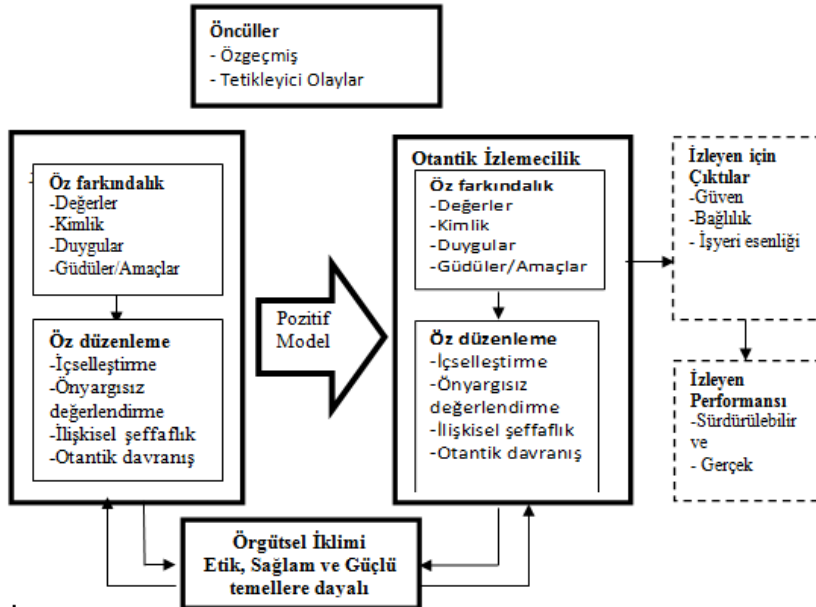 Öncüller
- Özgeçmiş
- Tetikleyici Olaylar
Öz farkındalık
-Değerler
-Kimlik
-Duygular
-Güdüler/Amaçlar
Öz düzenleme
-İçselleştirme
-Önyargısız
değerlendirme
-İlişkisel şeffaflık
-Otantik davranış
Pozitif
Model
Otantik İzlemecilik
Öz farkındalık
-Değerler
-Kimlik
-Duygular
-Güdüler/Amaçlar
Öz düzenleme
-İçselleştirme
-Önyargısız
değerlendirme
-İlişkisel şeffaflık
-Otantik davranış
İzleyen için
Çıktılar
-Güven
-Bağlılık
- İşyeri esenliği
İzleyen
Performansı
-Sürdürülebilir
ve
- Gerçek
Örgütsel İklimi
Etik, Sağlam ve Güçlü
temellere dayalı